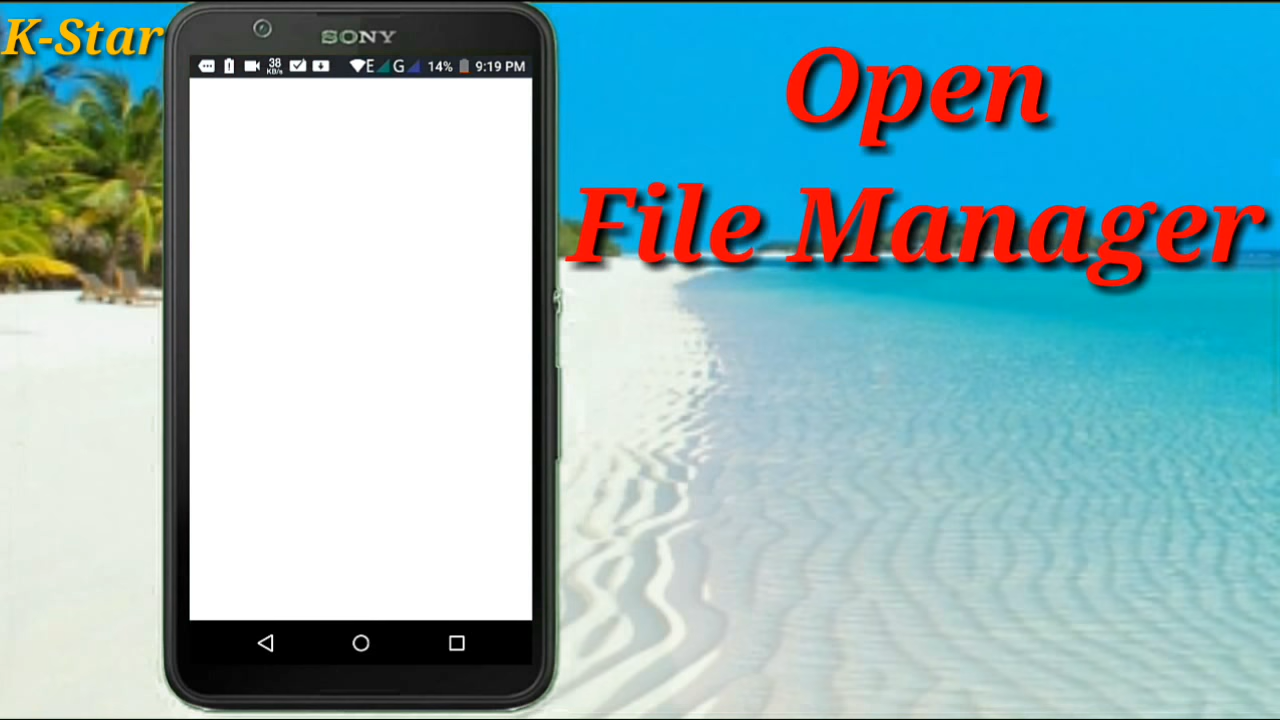 K-Star
SONY
38
KB/s
E G 14% 9:19 PM
Open
File Manager